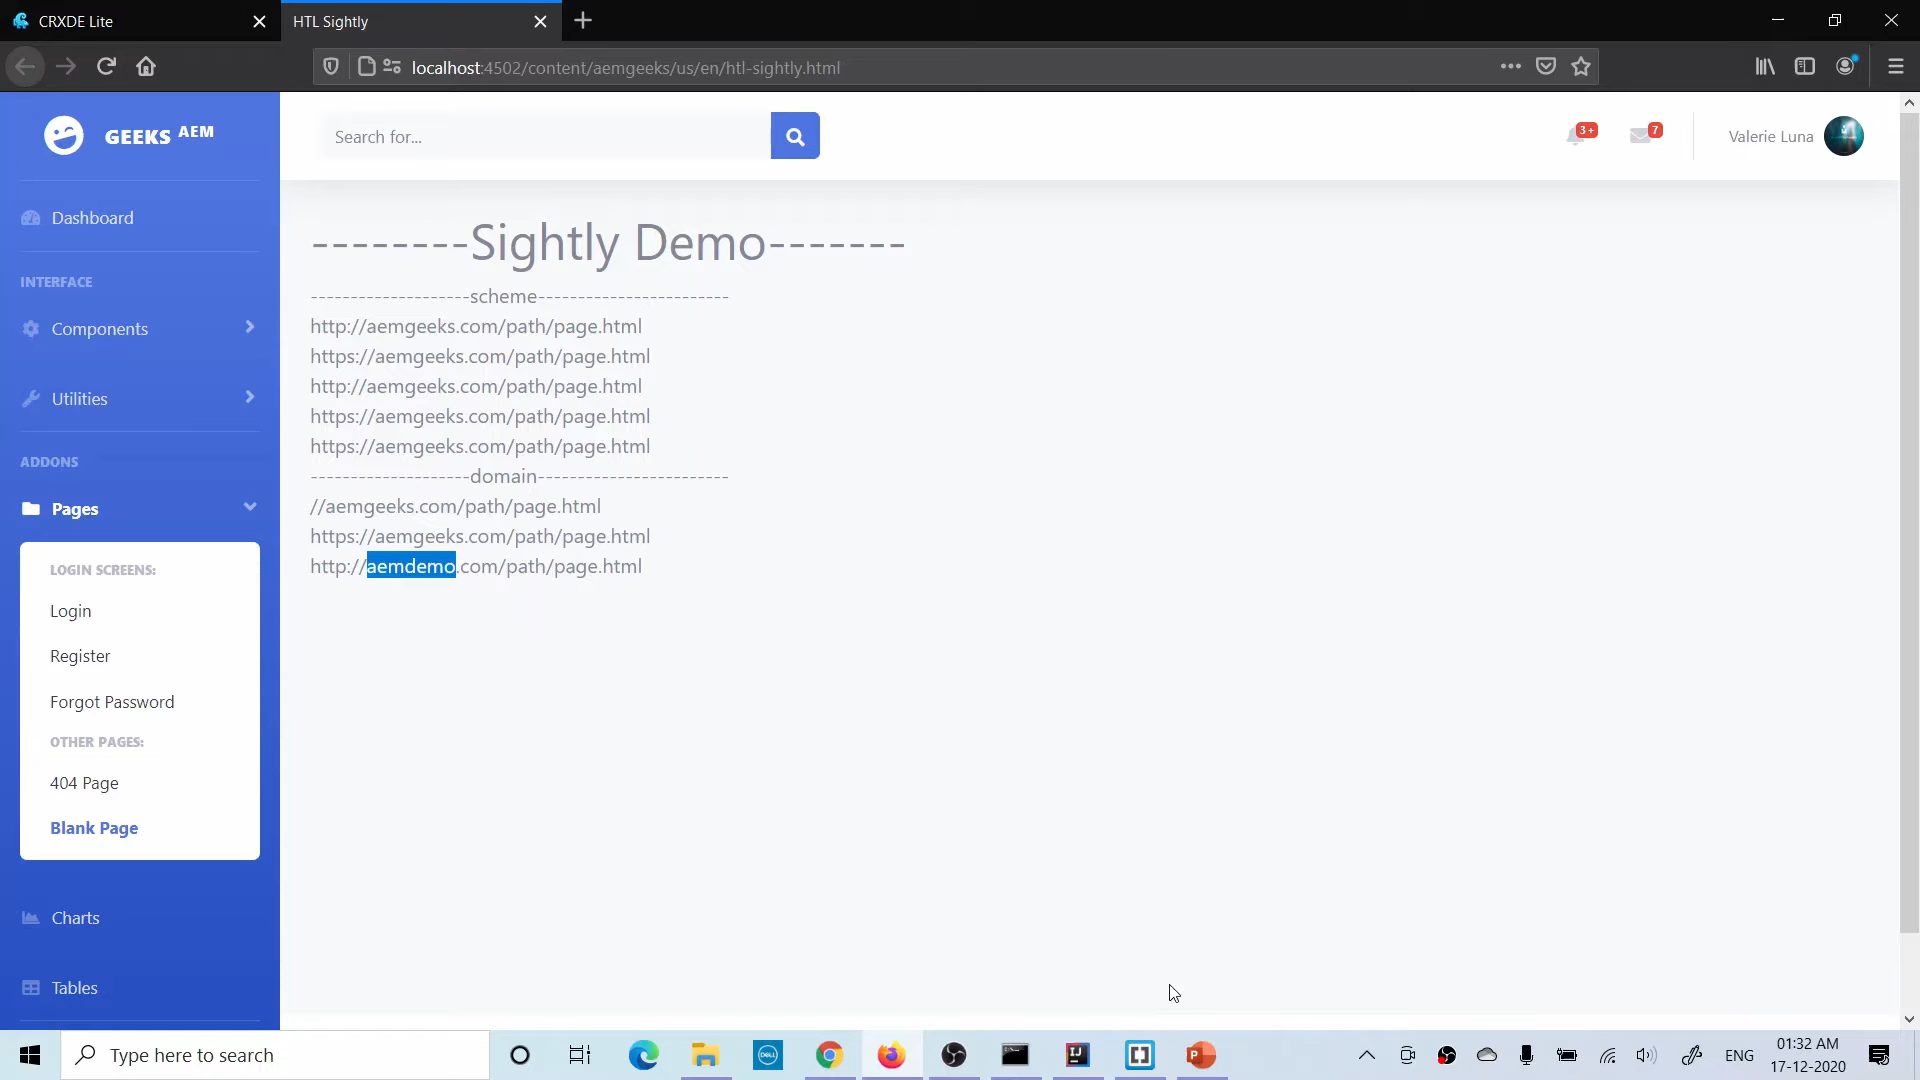 CRXDE Lite
HTL Sightly
localhost:4502/content/aemgeeks/us/en/htl-sightly.html
GEEKS AEM
Search for...
3+
7
Valerie Luna
Dashboard
INTERFACE
Components
Utilities
ADDONS
Pages
LOGIN SCREENS:
Login
Register
Forgot Password
OTHER PAGES:
404 Page
Blank Page
Charts
Tables
--------Sightly Demo-------
--------------------scheme------------------------
http://aemgeeks.com/path/page.html
https://aemgeeks.com/path/page.html
http://aemgeeks.com/path/page.html
https://aemgeeks.com/path/page.html
https://aemgeeks.com/path/page.html
--------------------domain------------------------
//aemgeeks.com/path/page.html
https://aemgeeks.com/path/page.html
http://aemdemo.com/path/page.html
Type here to search
DELL
IJ
P
ENG
01:32 AM
17-12-2020